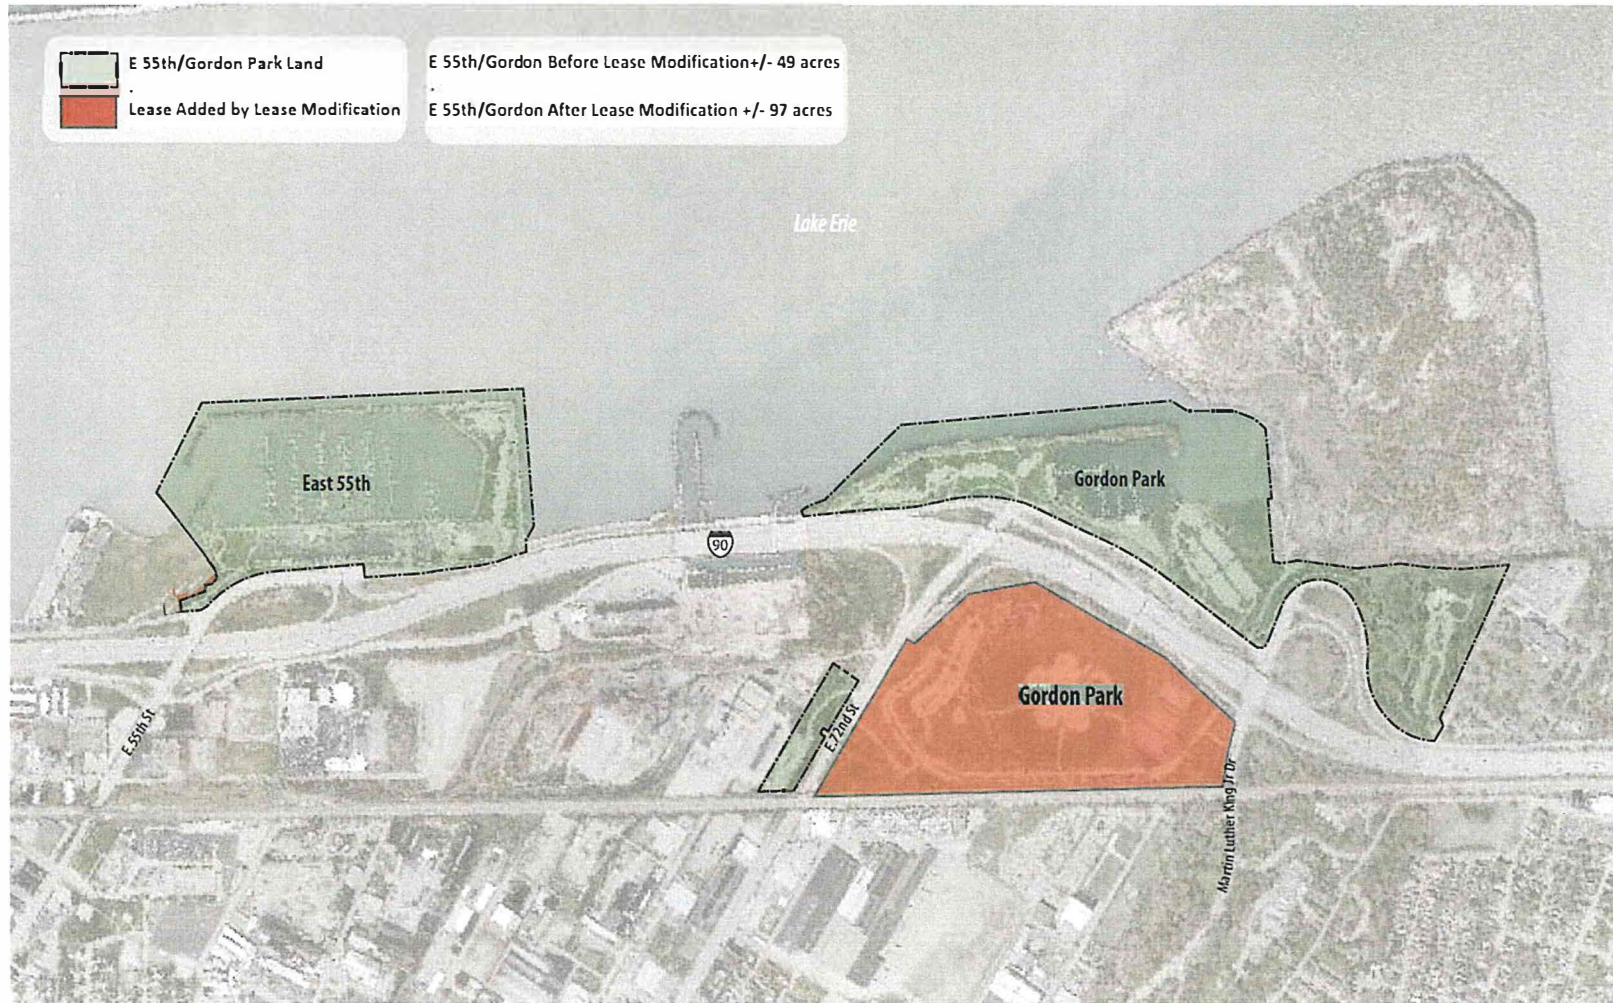 E 55th/Gordon Park Land
Lease Added by Lease Modification
E 55th/Gordon Before Lease Modification+/- 49 acres
E 55th/Gordon After Lease Modification +/- 97 acres
Lake Erie
East 55th
Gordon Park
90
Gordon Park
E.55th St
E.72nd St
Martin Luther King Jr Dr